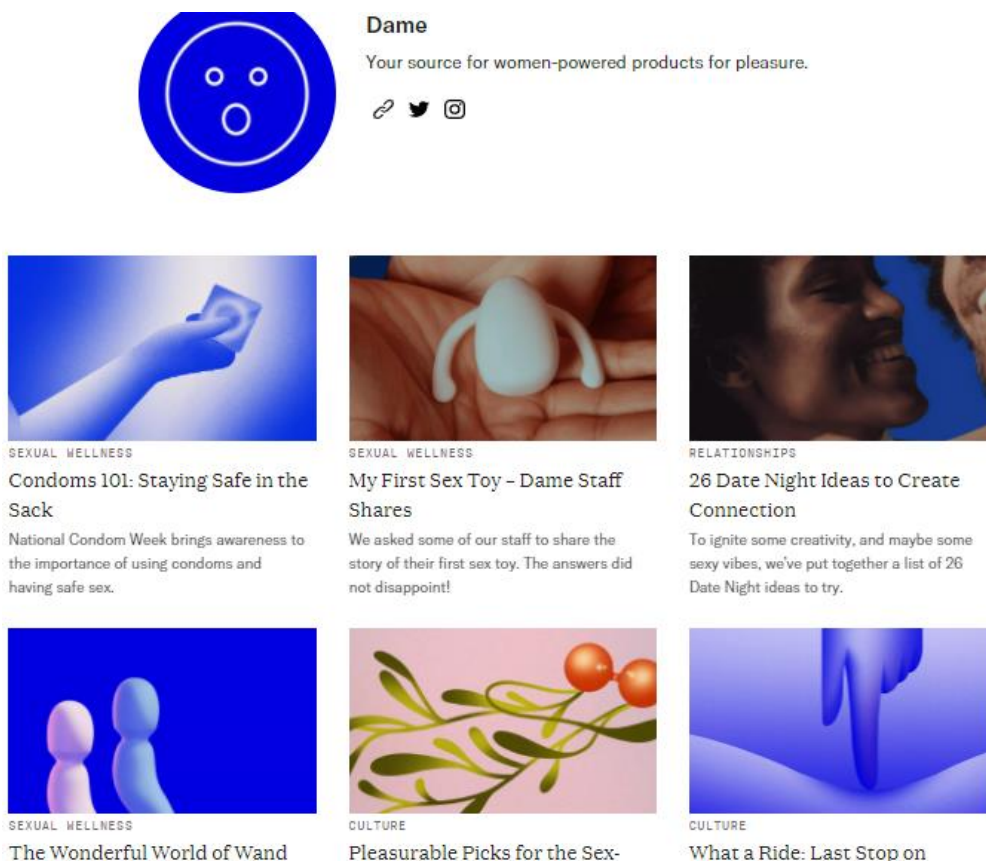 Dame
Your source for women-powered products for pleasure.
SEXUAL WELLNESS
Condoms 101: Staying Safe in the
Sack
National Condom Week brings awareness to
the importance of using condoms and
having safe sex.
SEXUAL WELLNESS
My First Sex Toy – Dame Staff
Shares
We asked some of our staff to share the
story of their first sex toy. The answers did
not disappoint!
RELATIONSHIPS
26 Date Night Ideas to Create
Connection
To ignite some creativity, and maybe some
sexy vibes, we've put together a list of 26
Date Night ideas to try.
SEXUAL WELLNESS
The Wonderful World of Wand
CULTURE
Pleasurable Picks for the Sex-
CULTURE
What a Ride: Last Stop on